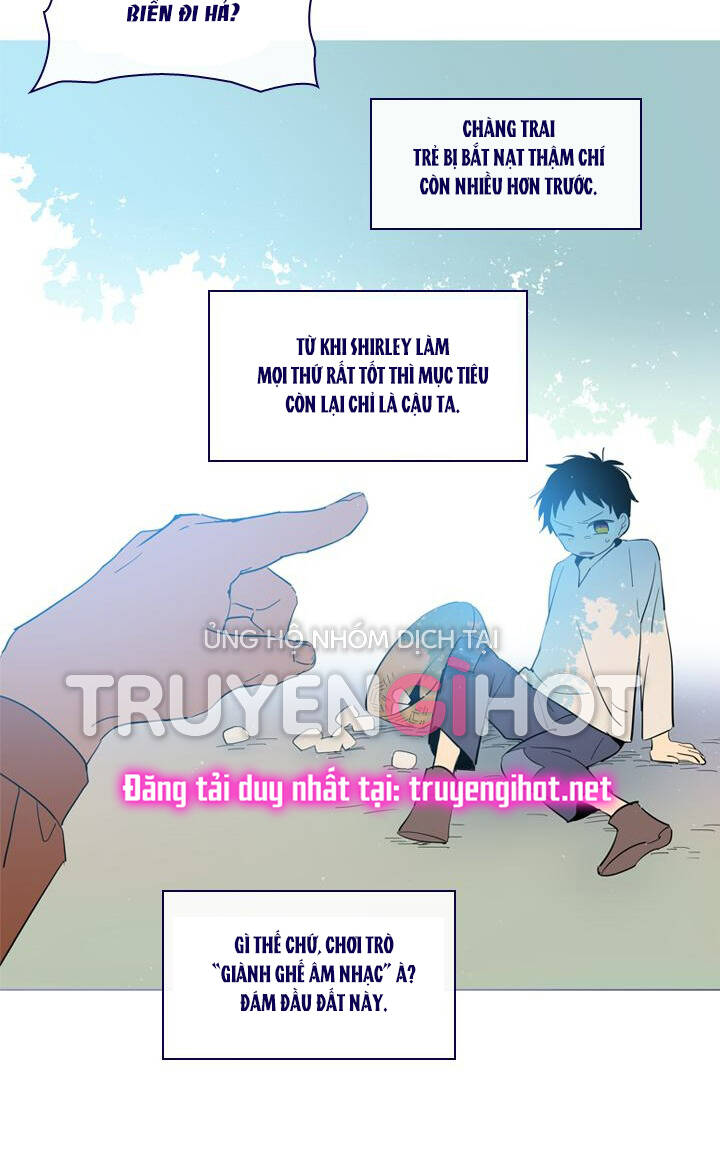 BIẾN ĐI HẢ?
CHÀNG TRAI
TRẺ BỊ BẮT NẠT THẬM CHÍ
CÒN NHIỀU HƠN TRƯỚC.
TỪ KHI SHIRLEY LÀM
MỌI THỨ RẤT TỐT THÌ MỤC TIÊU
CÒN LẠI CHỈ LÀ CẬU TA.
ỦNG HỘ NHÓM DỊCH TẠI
TRUYENGIHOT
Đăng tải duy nhất tại: truyengihot.net
GÌ THẾ CHỨ, CHƠI TRÒ
"GIÀNH GHẾ ÂM NHẠC" À?
ĐÁM ĐẦU ĐẤT NÀY.